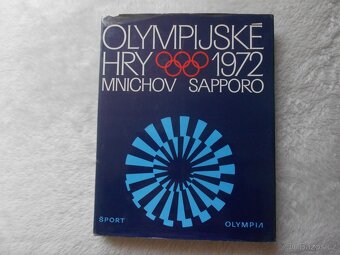 OLYMPIJSKÉ
HRY 1972
MNICHOV SAPPORO
ŠPORT OLYMPIA